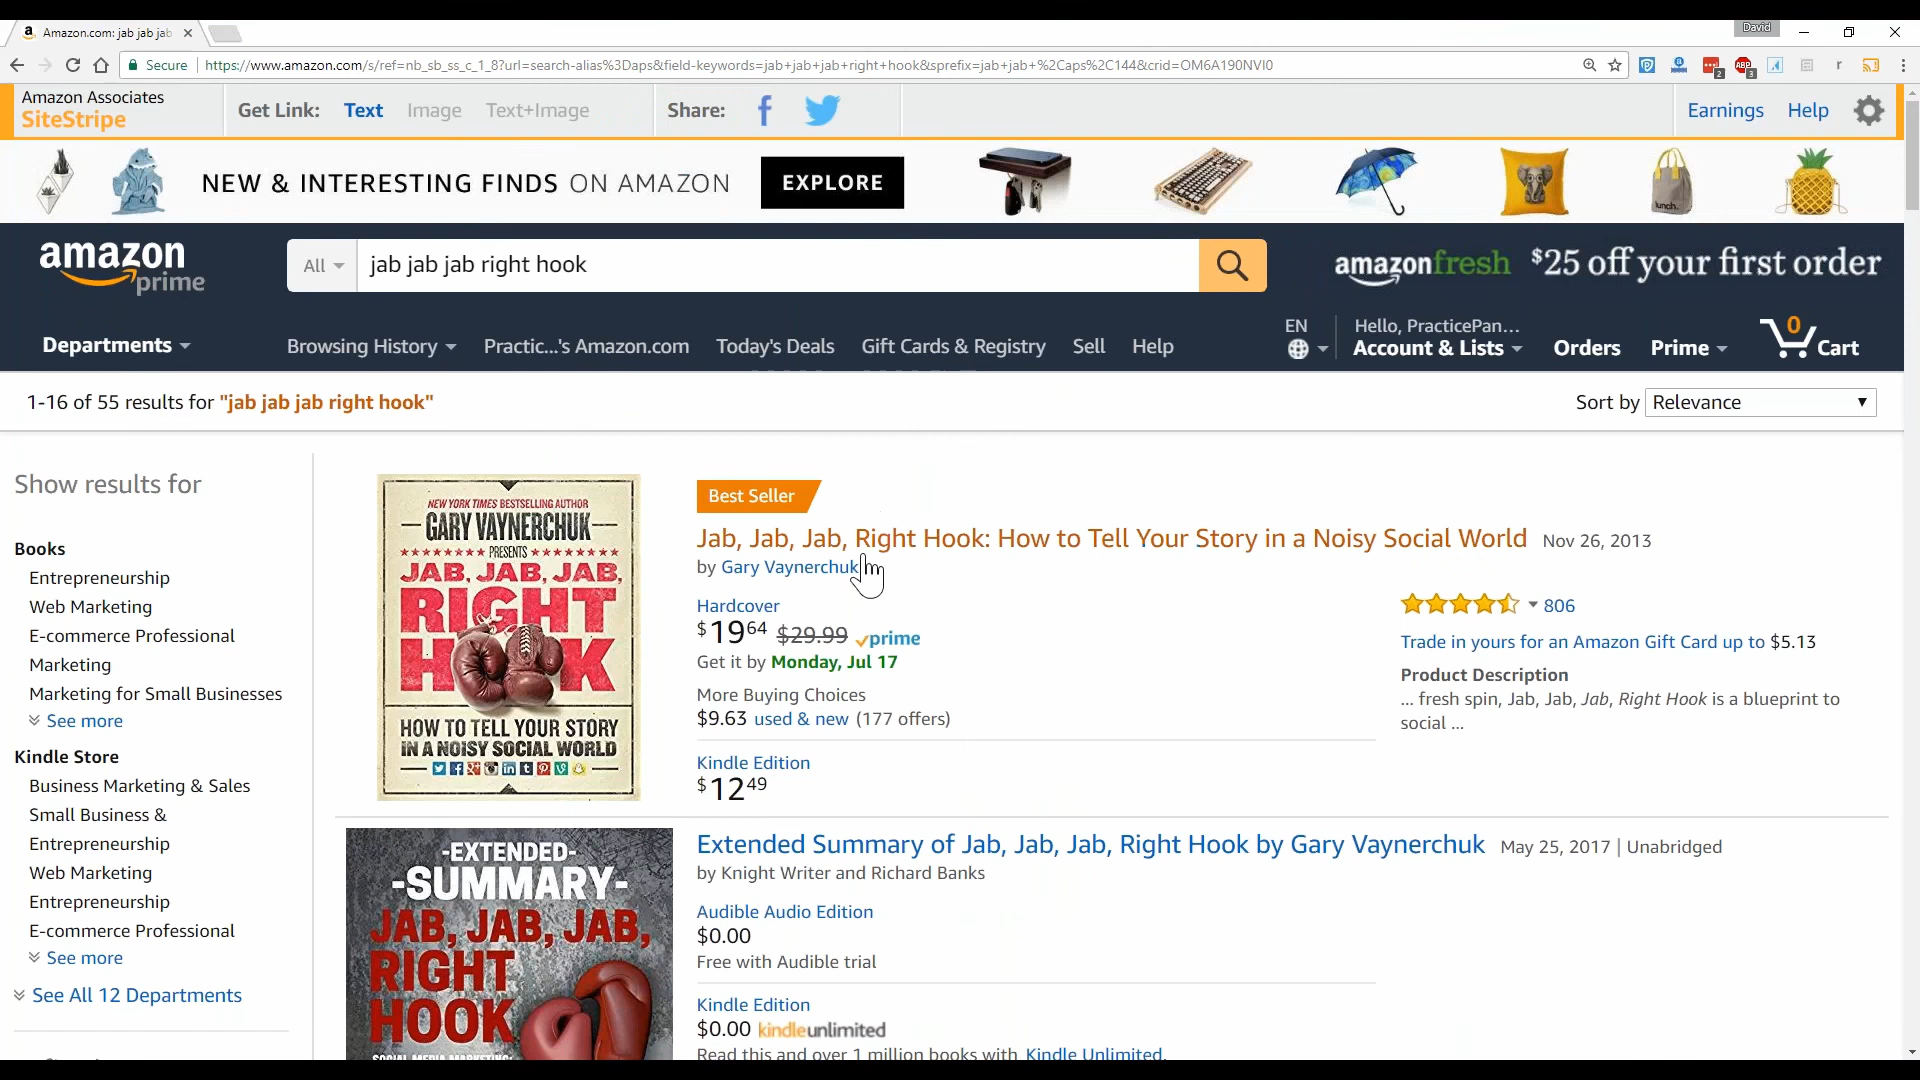 Amazon.com: jab jab jab
David
Secure
https://www.amazon.com/s/ref=nb_sb_ss_c_1_8?url=search-alias%3Daps&field-keywords=jab+jab+jab+right+hook&sprefix=jab+jab+%2Caps%2C144&crid=OM6A190NVI0
Amazon Associates
SiteStripe
Get Link: Text Image Text+Image
Share:
Earnings Help
NEW & INTERESTING FINDS ON AMAZON
EXPLORE
lunch.
amazon
prime
All
jab jab jab right hook
amazonfresh $25 off your first order
Departments
Browsing History
Practic...'s Amazon.com
Today's Deals
Gift Cards & Registry
Sell
Help
EN
Hello, PracticePan...
Account & Lists
Orders
Prime
0
Cart
1-16 of 55 results for "jab jab jab right hook"
Sort by Relevance
Show results for
Books
Entrepreneurship
Web Marketing
E-commerce Professional
Marketing
Marketing for Small Businesses
See more
Kindle Store
Business Marketing & Sales
Small Business &
Entrepreneurship
Web Marketing
Entrepreneurship
E-commerce Professional
See more
See All 12 Departments
NEW YORK TIMES BESTSELLING AUTHOR
GARY VAYNERCHUK
PRESENTS
JAB, JAB, JAB,
RIGHT
HOOK
HOW TO TELL YOUR STORY
IN A NOISY SOCIAL WORLD
Best Seller
Jab, Jab, Jab, Right Hook: How to Tell Your Story in a Noisy Social World Nov 26, 2013
by Gary Vaynerchuk
Hardcover
$19 64 $29.99 prime
Get it by Monday, Jul 17
More Buying Choices
$9.63 used & new (177 offers)
Kindle Edition
$12 49
806
Trade in yours for an Amazon Gift Card up to $5.13
Product Description
... fresh spin, Jab, Jab, Jab, Right Hook is a blueprint to
social ...
-EXTENDED-
-SUMMARY-
JAB, JAB, JAB,
RIGHT
HOOK
Extended Summary of Jab, Jab, Jab, Right Hook by Gary Vaynerchuk May 25, 2017 | Unabridged
by Knight Writer and Richard Banks
Audible Audio Edition
$0.00
Free with Audible trial
Kindle Edition
$0.00 kindleunlimited
Read this and over 1 million books with Kindle Unlimited.